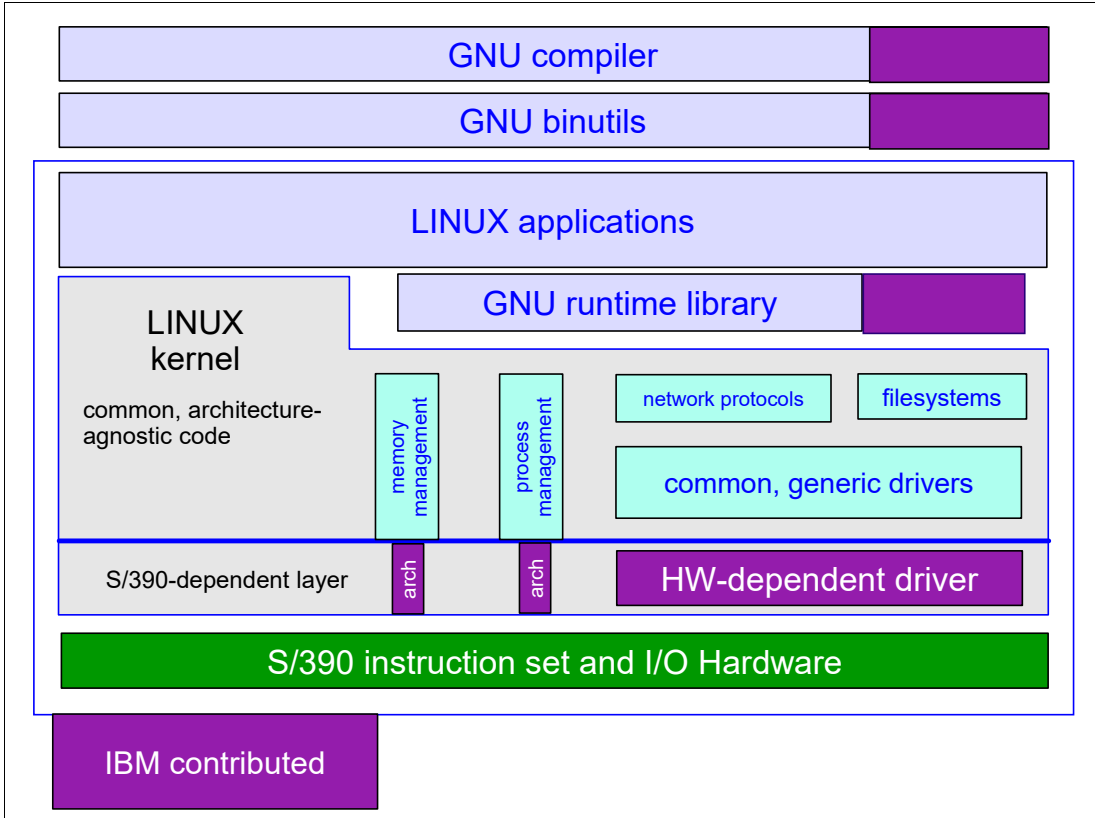 GNU compiler
GNU binutils
LINUX applications
GNU runtime library
LINUX
kernel
common, architecture-
agnostic code
memory
management
process
management
network protocols
filesystems
common, generic drivers
S/390-dependent layer
arch
arch
HW-dependent driver
S/390 instruction set and I/O Hardware
IBM contributed